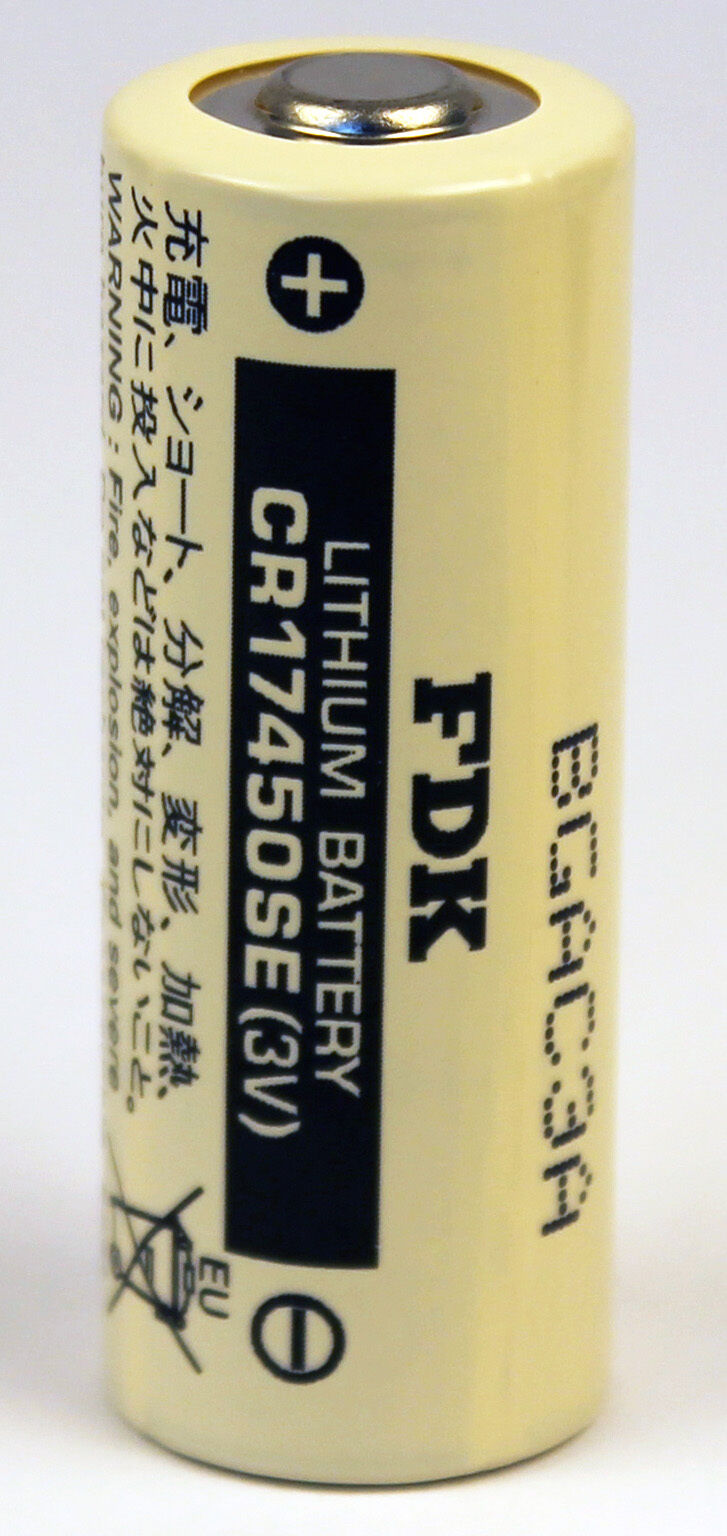 BGAC3A
FDK
LITHIUM BATTERY
CR17450SE (3V)
充電、ショート、分解、変形、加熱、
火中に投入などは絶対にしないこと。
WARNING : Fire, explosion, and severe
EU